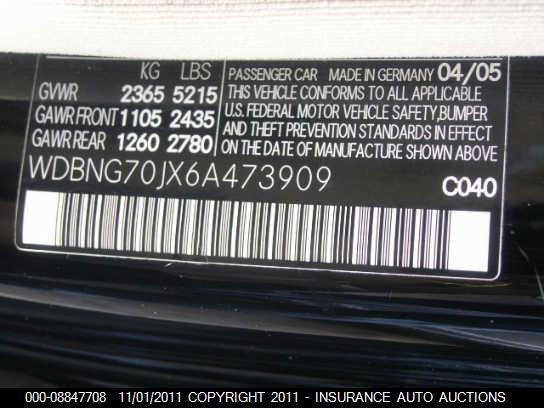 KG LBS
GVWR 2365 5215
GAWR FRONT 1105 2435
GAWR REAR 1260 2780
PASSENGER CAR MADE IN GERMANY 04/05
THIS VEHICLE CONFORMS TO ALL APPLICABLE
U.S. FEDERAL MOTOR VEHICLE SAFETY,BUMPER
AND THEFT PREVENTION STANDARDS IN EFFECT
ON THE DATE OF MANUFACTURE SHOWN ABOVE.
WDBNG70JX6A473909 C040
000-08847708 11/01/2011 COPYRIGHT 2011 - INSURANCE AUTO AUCTIONS